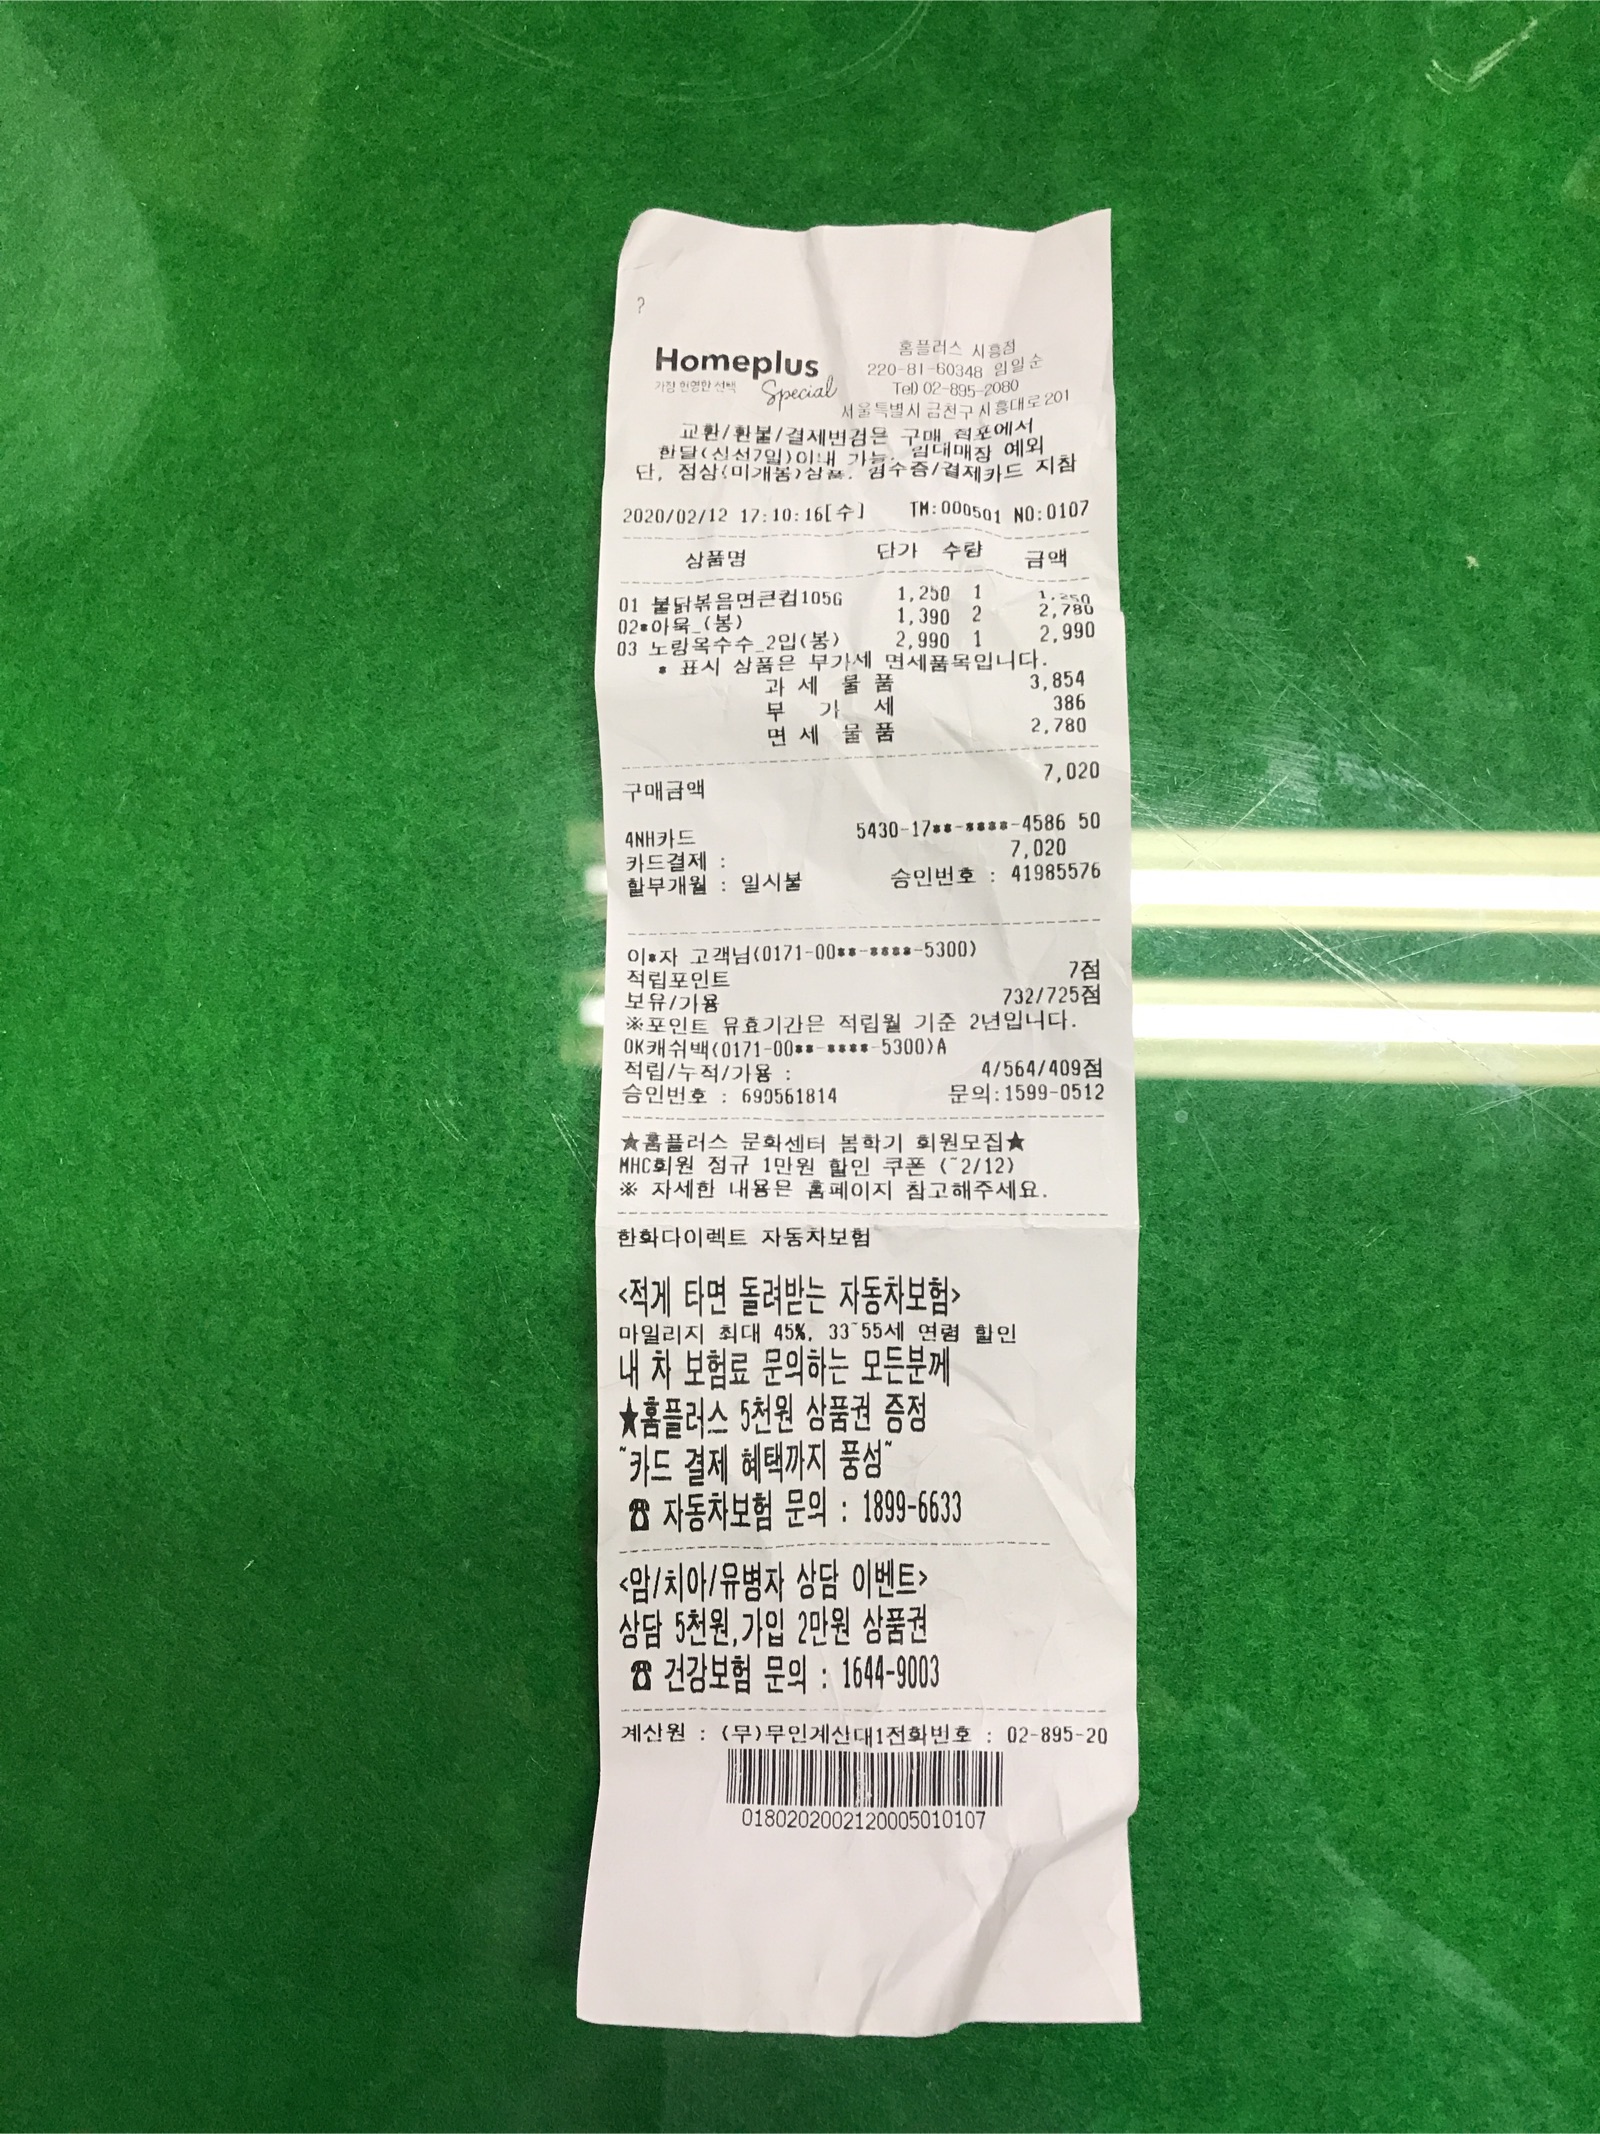 ?
Homeplus
Special
가장 현명한 선택
홈플러스 시흥점
220-81-60348 임일순
Tel) 02-895-2080
서울특별시 금천구 시흥대로 201
교환/환불/결제변경은 구매 점포에서
한달(신선7일)이내 가능, 임대매장 예외
단, 정상(미개봉)상품, 영수증/결제카드 지참
2020/02/12 17:10:16[수] TM:000501 NO:0107
상품명 단가 수량 금액
01 불닭볶음면큰컵105G 1,250 1 1,250
02*아욱_(봉) 1,390 2 2,780
03 노랑옥수수_2입(봉) 2,990 1 2,990
* 표시 상품은 부가세 면세품목입니다.
과 세 물 품 3,854
부 가 세 386
면 세 물 품 2,780
구매금액 7,020
4NH카드 5430-17**-****-4586 50
카드결제 : 7,020
할부개월 : 일시불 승인번호 : 41985576
이*자 고객님(0171-00**-****-5300)
적립포인트 7점
보유/가용 732/725점
※포인트 유효기간은 적립월 기준 2년입니다.
OK캐쉬백(0171-00**-****-5300)A
적립/누적/가용 : 4/564/409점
승인번호 : 690561814 문의:1599-0512
★홈플러스 문화센터 봄학기 회원모집★
MHC회원 정규 1만원 할인 쿠폰 (~2/12)
※ 자세한 내용은 홈페이지 참고해주세요.
한화다이렉트 자동차보험
<적게 타면 돌려받는 자동차보험>
마일리지 최대 45%, 33~55세 연령 할인
내 차 보험료 문의하는 모든분께
★홈플러스 5천원 상품권 증정
~카드 결제 혜택까지 풍성~
☎ 자동차보험 문의 : 1899-6633
<암/치아/유병자 상담 이벤트>
상담 5천원,가입 2만원 상품권
☎ 건강보험 문의 : 1644-9003
계산원 : (무)무인계산대1전화번호 : 02-895-20
0180202002120005010107